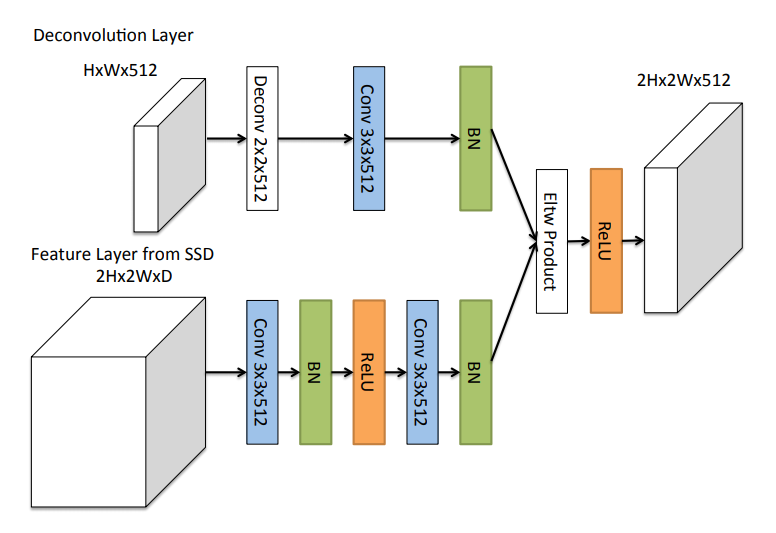 Deconvolution Layer
HxWx512
Deconv 2x2x512
Conv 3x3x512
BN
Eltw Product
ReLU
2Hx2Wx512
Feature Layer from SSD
2Hx2WxD
Conv 3x3x512
BN
ReLU
Conv 3x3x512
BN